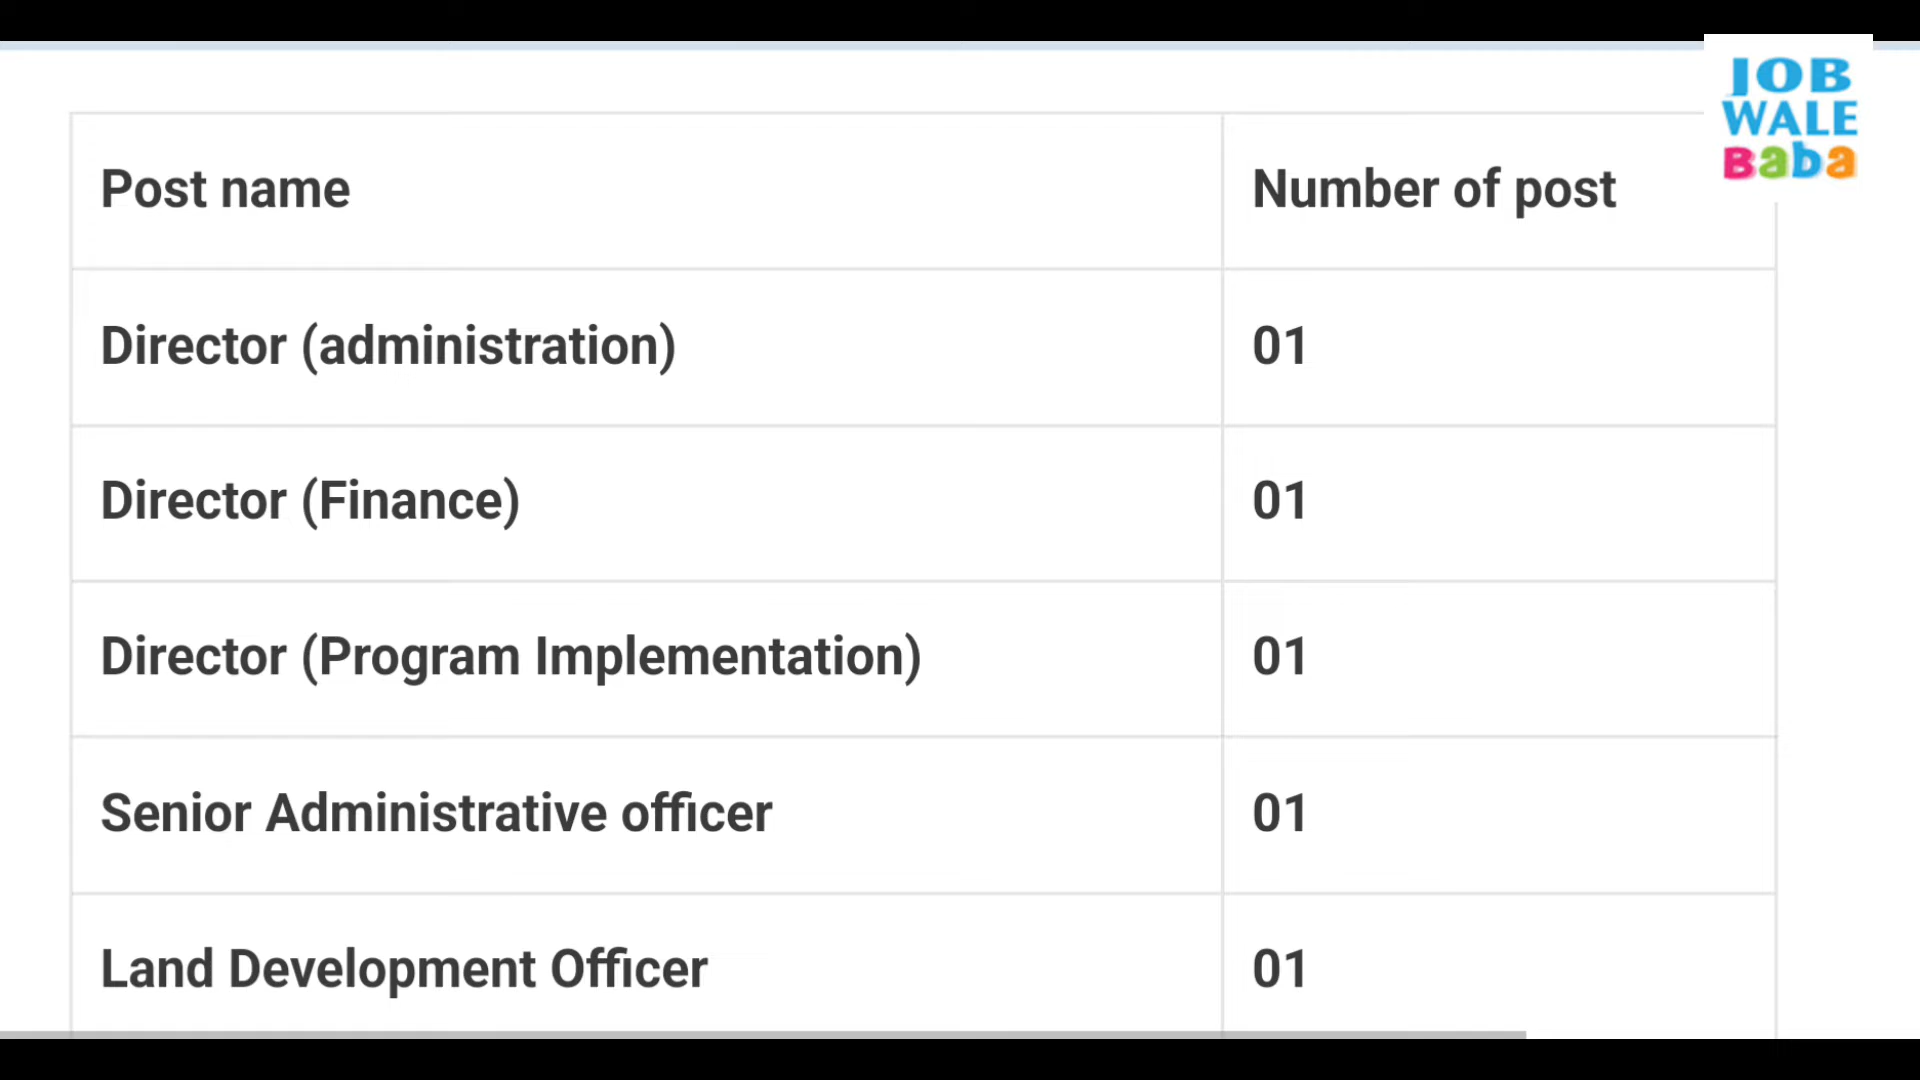 JOB
WALE
Baba
Post name Number of post
Director (administration) 01
Director (Finance) 01
Director (Program Implementation) 01
Senior Administrative officer 01
Land Development Officer 01